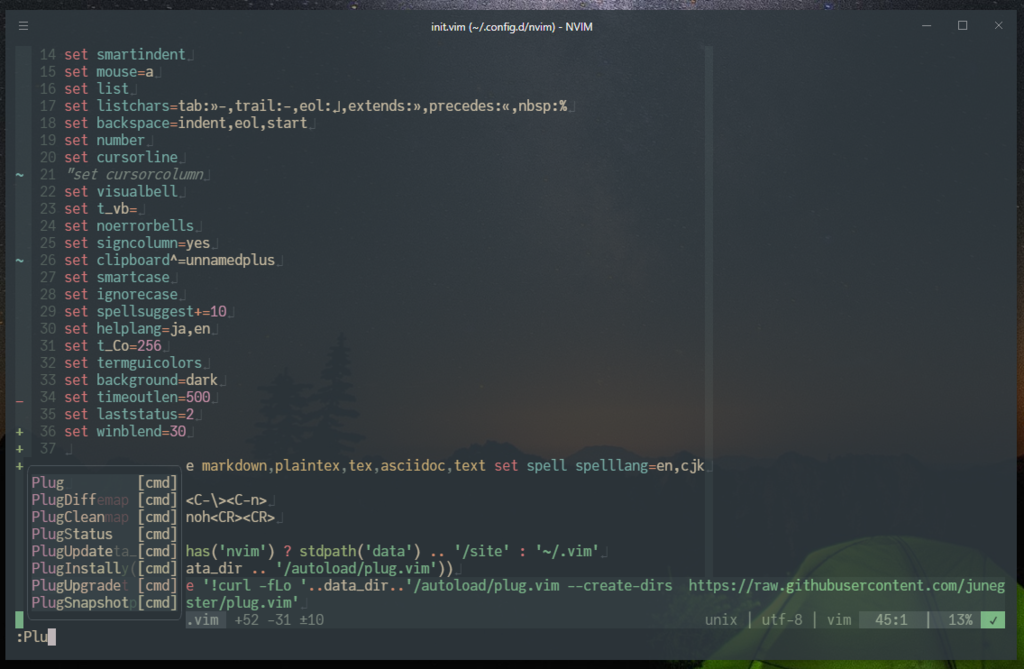 init.vim (~/.config.d/nvim) - NVIM
14 set smartindent
15 set mouse=a
16 set list
17 set listchars=tab:»-,trail:-,eol:⏌,extends:»,precedes:«,nbsp:%
18 set backspace=indent,eol,start
19 set number
20 set cursorline
~ 21 "set cursorcolumn
22 set visualbell
23 set t_vb=
24 set noerrorbells
25 set signcolumn=yes
~ 26 set clipboard^=unnamedplus
27 set smartcase
28 set ignorecase
29 set spellsuggest+=10
30 set helplang=ja,en
31 set t_Co=256
32 set termguicolors
33 set background=dark
_ 34 set timeoutlen=500
35 set laststatus=2
+ 36 set winblend=30
+ 37
+ e markdown,plaintex,tex,asciidoc,text set spell spelllang=en,cjk
Plug [cmd]
PlugDiff [cmd] <C-\><C-n>
PlugClean [cmd] noh<CR><CR>
PlugStatus [cmd]
PlugUpdate [cmd] has('nvim') ? stdpath('data') .. '/site' : '~/.vim'
PlugInstall [cmd] ata_dir .. '/autoload/plug.vim'))
PlugUpgrade [cmd] e '!curl -fLo '..data_dir..'/autoload/plug.vim --create-dirs  https://raw.githubusercontent.com/juneg
PlugSnapshot [cmd] ster/plug.vim'
.vim +52 -31 ±10 unix | utf-8 | vim 45:1 | 13% ✓
:Plu